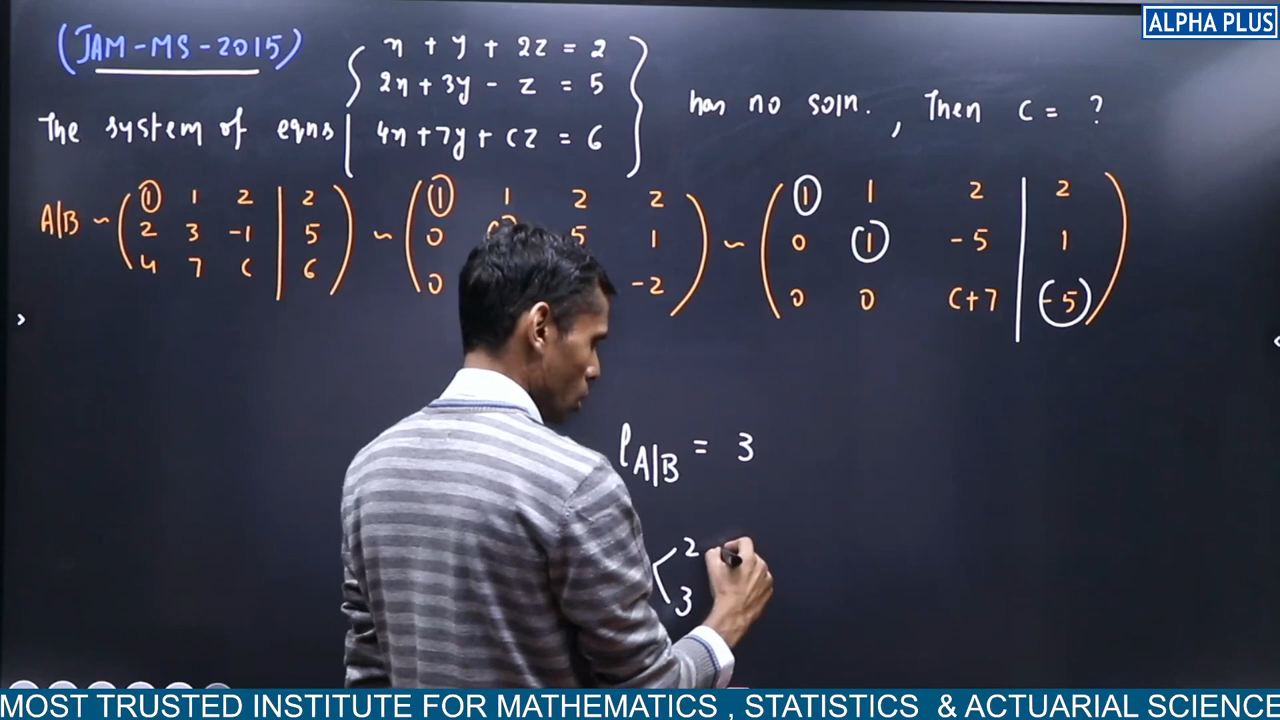 ALPHA PLUS
(JAM-MS-2015)
x + y + 2z = 2
2x + 3y - z = 5
4x + 7y + cz = 6
The system of eqns has no soln. , Then c = ?
A|B ~ ( 1 1 2 | 2 ) ~ ( 1 1 2 2 ) ~ ( 1 1 2 | 2 )
2 3 -1 | 5 0 5 1 0 1 -5 | 1
4 7 c | 6 0 -2 0 0 c+7 | -5
ρA|B = 3
2
3
MOST TRUSTED INSTITUTE FOR MATHEMATICS , STATISTICS & ACTUARIAL SCIENCE